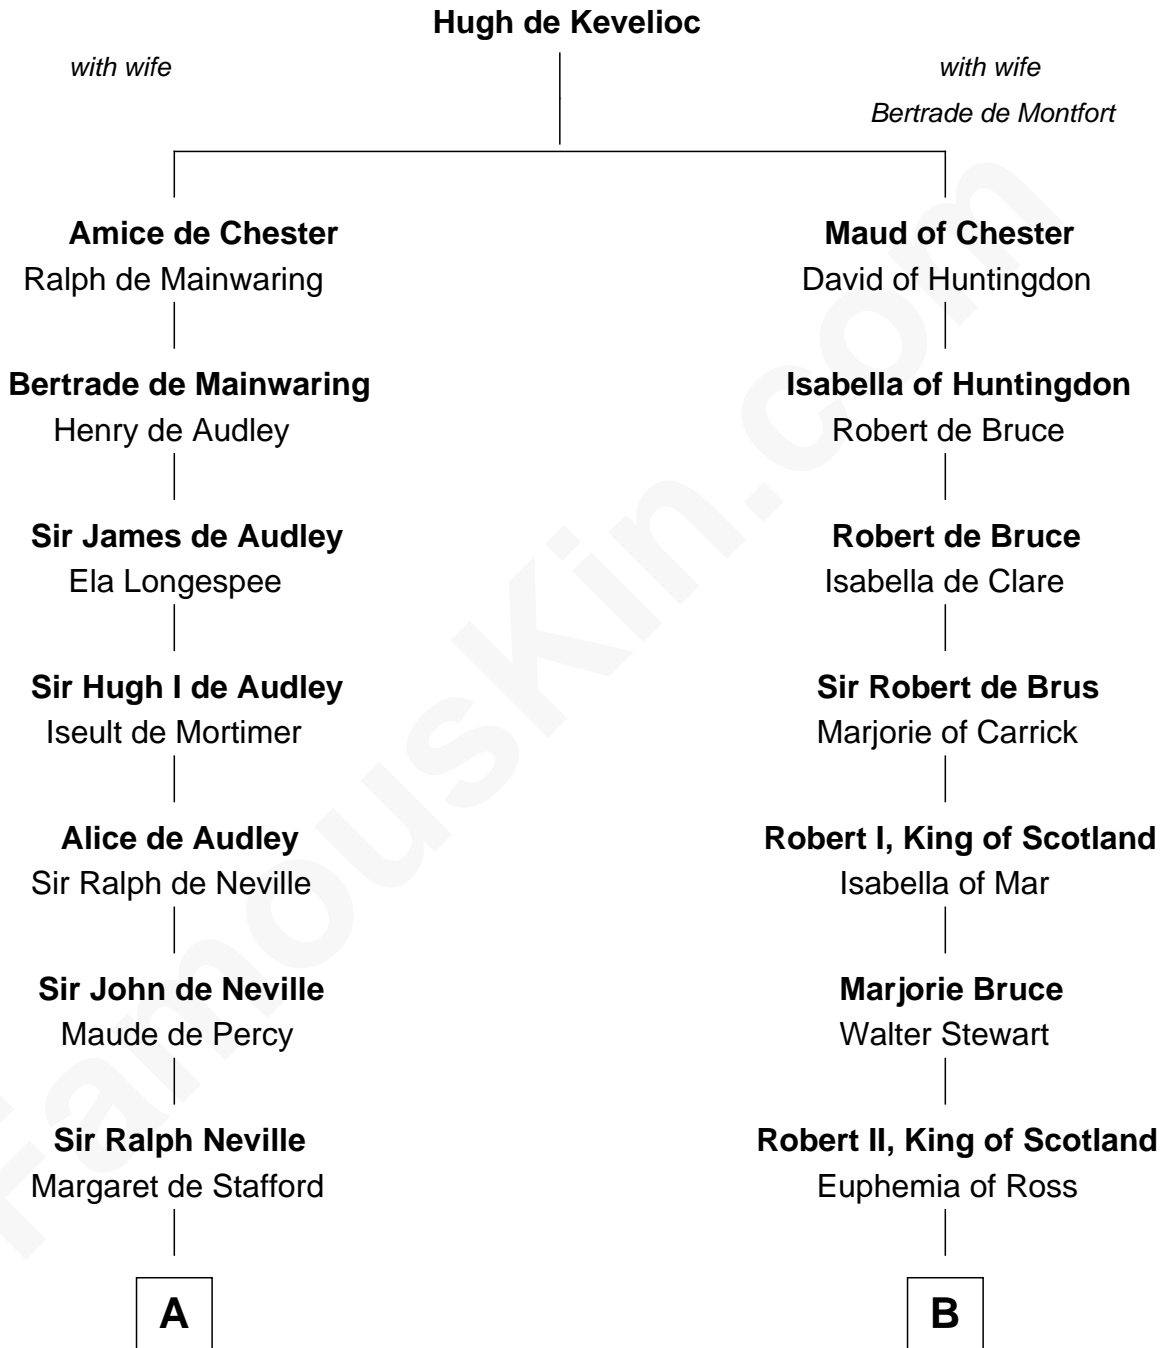 Hugh de Kevelioc
with wife
with wife
Bertrade de Montfort
Amice de Chester
Ralph de Mainwaring
Maud of Chester
David of Huntingdon
Bertrade de Mainwaring
Henry de Audley
Isabella of Huntingdon
Robert de Bruce
Sir James de Audley
Ela Longespee
Robert de Bruce
Isabella de Clare
Sir Hugh I de Audley
Iseult de Mortimer
Sir Robert de Brus
Marjorie of Carrick
Alice de Audley
Sir Ralph de Neville
Robert I, King of Scotland
Isabella of Mar
Sir John de Neville
Maude de Percy
Marjorie Bruce
Walter Stewart
Sir Ralph Neville
Margaret de Stafford
Robert II, King of Scotland
Euphemia of Ross
A
B
FamousKin.com